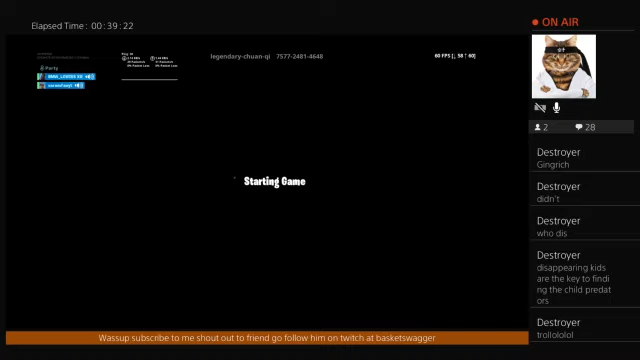 Elapsed Time : 00 : 39 : 22
ON AIR
legendary-chuan-qi 7577-2481-4648
60 FPS [↓ 58 ↑ 60]
Party
Starting Game
2 28
Destroyer
Gingrich
Destroyer
didn't
Destroyer
who dis
Destroyer
disappearing kids
are the key to findi
ng the child predat
ors
Destroyer
trollololol
Wassup subscribe to me shout out to friend go follow him on twitch at basketswagger